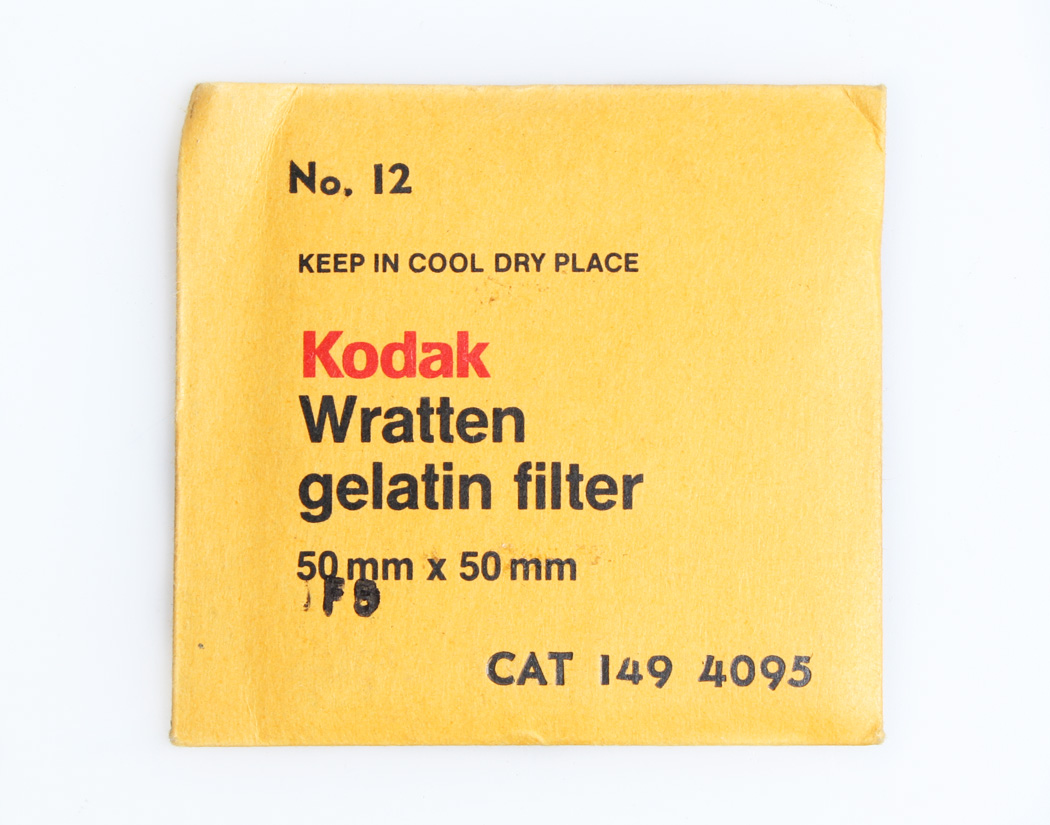 No. 12
KEEP IN COOL DRY PLACE
Kodak
Wratten
gelatin filter
50 mm x 50 mm
CAT 149 4095